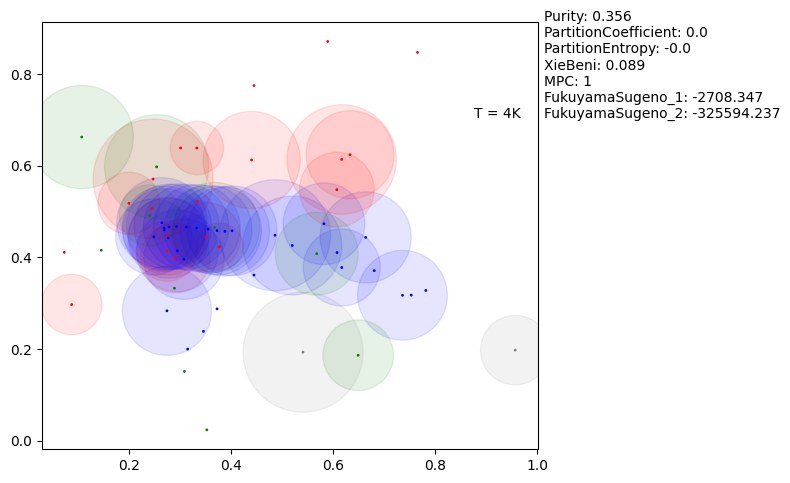 Purity: 0.356
PartitionCoefficient: 0.0
PartitionEntropy: -0.0
XieBeni: 0.089
MPC: 1
FukuyamaSugeno_1: -2708.347
FukuyamaSugeno_2: -325594.237
T = 4K
0.8
0.6
0.4
0.2
0.0
0.2
0.4
0.6
0.8
1.0